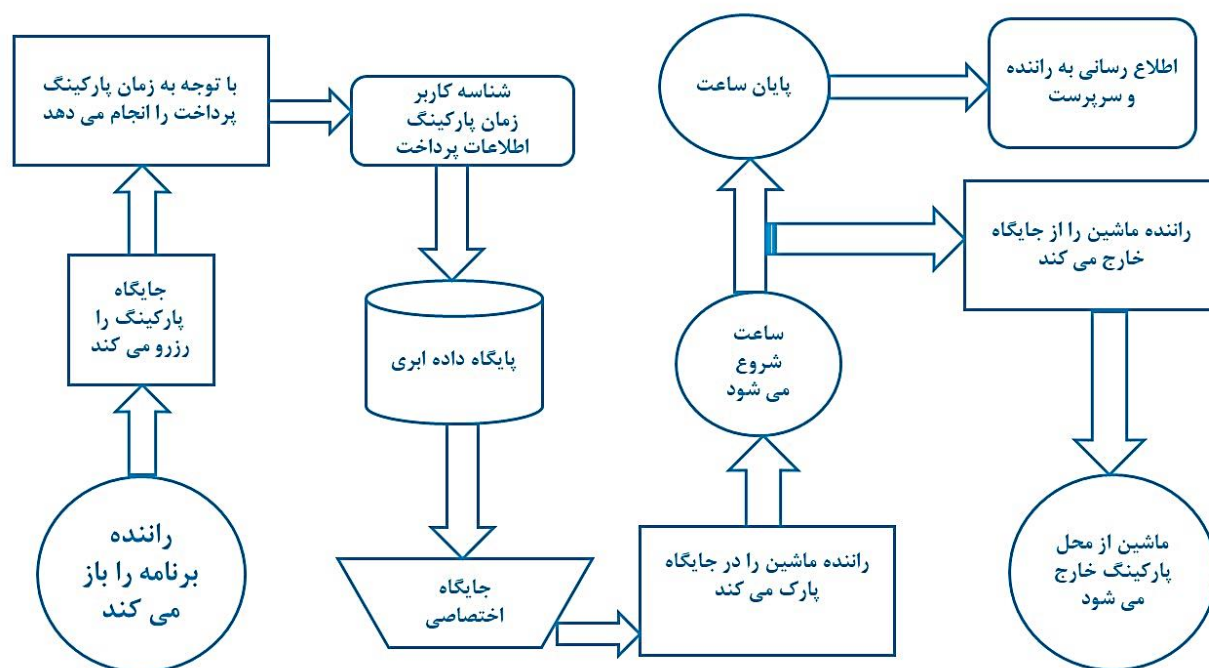 راننده
برنامه را باز
می کند
جایگاه
پارکینگ را
رزرو می کند
با توجه به زمان پارکینگ
پرداخت را انجام می دهد
شناسه کاربر
زمان پارکینگ
اطلاعات پرداخت
پایگاه داده ابری
جایگاه
اختصاصی
راننده ماشین را در جایگاه
پارک می کند
ساعت
شروع
می شود
پایان ساعت
اطلاع رسانی به راننده
و سرپرست
راننده ماشین را از جایگاه
خارج می کند
ماشین از محل
پارکینگ خارج
می شود